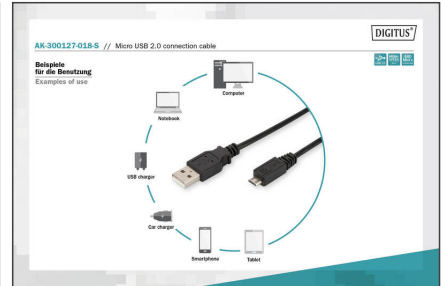 DIGITUS®
AK-300127-018-S // Micro USB 2.0 connection cable
Beispiele
für die Benutzung
Examples of use
Computer
Notebook
USB charger
Car charger
Smartphone
Tablet